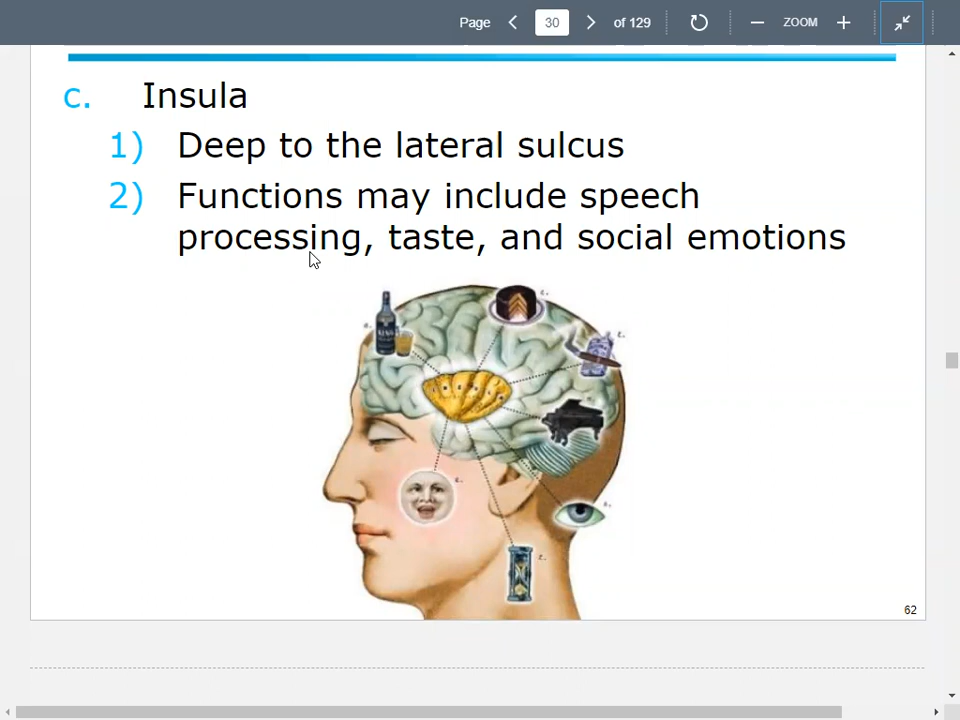 Page 30 of 129 ZOOM
c. Insula
1) Deep to the lateral sulcus
2) Functions may include speech
processing, taste, and social emotions
62